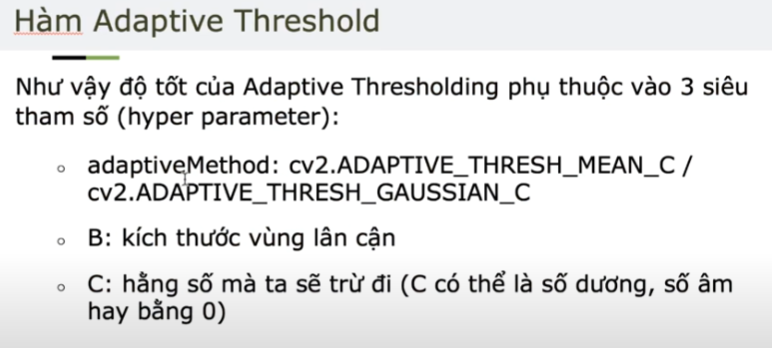 Hàm Adaptive Threshold
Như vậy độ tốt của Adaptive Thresholding phụ thuộc vào 3 siêu
tham số (hyper parameter):
adaptiveMethod: cv2.ADAPTIVE_THRESH_MEAN_C /
cv2.ADAPTIVE_THRESH_GAUSSIAN_C
B: kích thước vùng lân cận
C: hằng số mà ta sẽ trừ đi (C có thể là số dương, số âm
hay bằng 0)